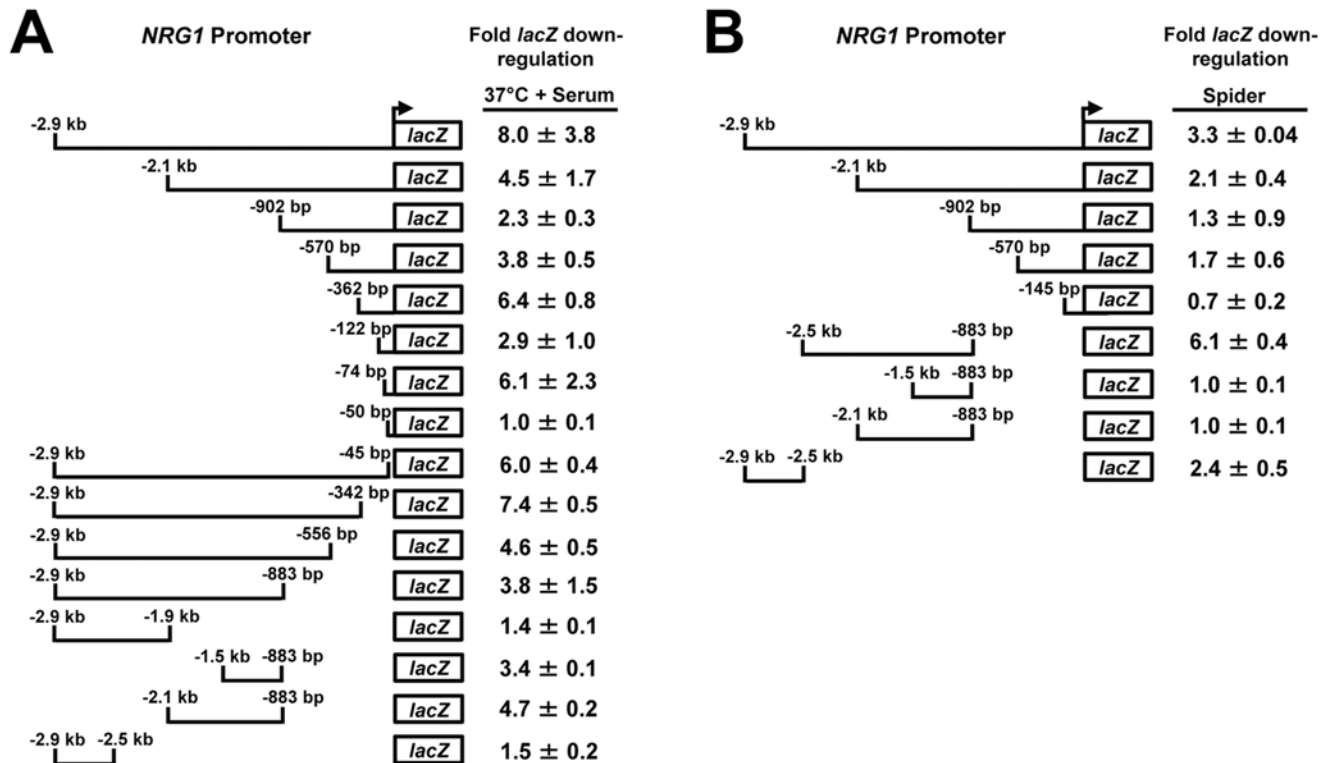 A
NRG1 Promoter
Fold lacZ down-
regulation
37°C + Serum
-2.9 kb
lacZ
8.0 ± 3.8
-2.1 kb
lacZ
4.5 ± 1.7
-902 bp
lacZ
2.3 ± 0.3
-570 bp
lacZ
3.8 ± 0.5
-362 bp
lacZ
6.4 ± 0.8
-122 bp
lacZ
2.9 ± 1.0
-74 bp
lacZ
6.1 ± 2.3
-50 bp
lacZ
1.0 ± 0.1
-2.9 kb -45 bp
lacZ
6.0 ± 0.4
-2.9 kb -342 bp
lacZ
7.4 ± 0.5
-2.9 kb -556 bp
lacZ
4.6 ± 0.5
-2.9 kb -883 bp
lacZ
3.8 ± 1.5
-2.9 kb -1.9 kb
lacZ
1.4 ± 0.1
-1.5 kb -883 bp
lacZ
3.4 ± 0.1
-2.1 kb -883 bp
lacZ
4.7 ± 0.2
-2.9 kb -2.5 kb
lacZ
1.5 ± 0.2
B
NRG1 Promoter
Fold lacZ down-
regulation
Spider
-2.9 kb
lacZ
3.3 ± 0.04
-2.1 kb
lacZ
2.1 ± 0.4
-902 bp
lacZ
1.3 ± 0.9
-570 bp
lacZ
1.7 ± 0.6
-145 bp
lacZ
0.7 ± 0.2
-2.5 kb -883 bp
lacZ
6.1 ± 0.4
-1.5 kb -883 bp
lacZ
1.0 ± 0.1
-2.1 kb -883 bp
lacZ
1.0 ± 0.1
-2.9 kb -2.5 kb
lacZ
2.4 ± 0.5